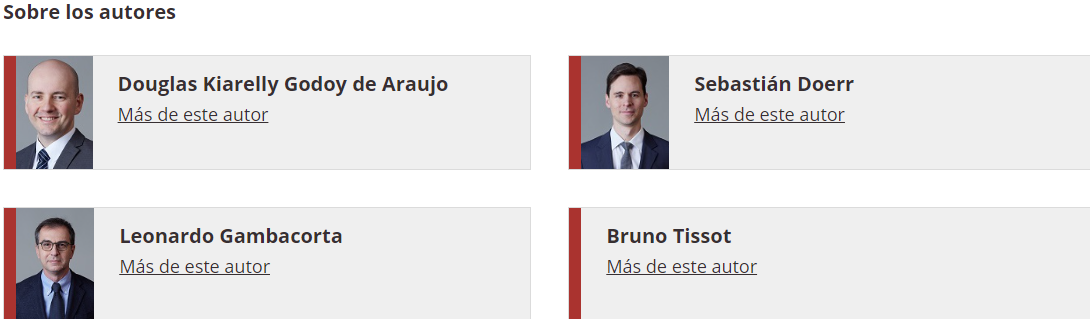 Sobre los autores
Douglas Kiarelly Godoy de Araujo
Más de este autor
Sebastián Doerr
Más de este autor
Leonardo Gambacorta
Más de este autor
Bruno Tissot
Más de este autor